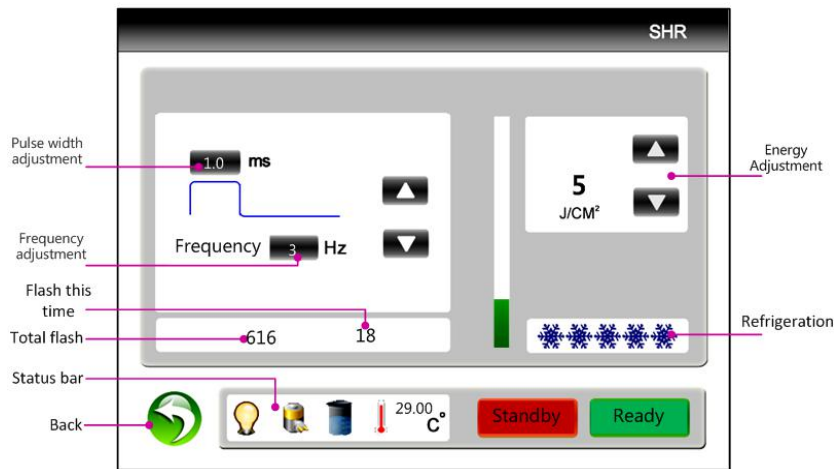 SHR
Pulse width
adjustment
1.0 ms
Energy
Adjustment
5
J/CM²
Frequency
adjustment
Frequency 3 Hz
Flash this
time
Total flash
616 18
Refrigeration
Status bar
Back
29.00 C°
Standby
Ready